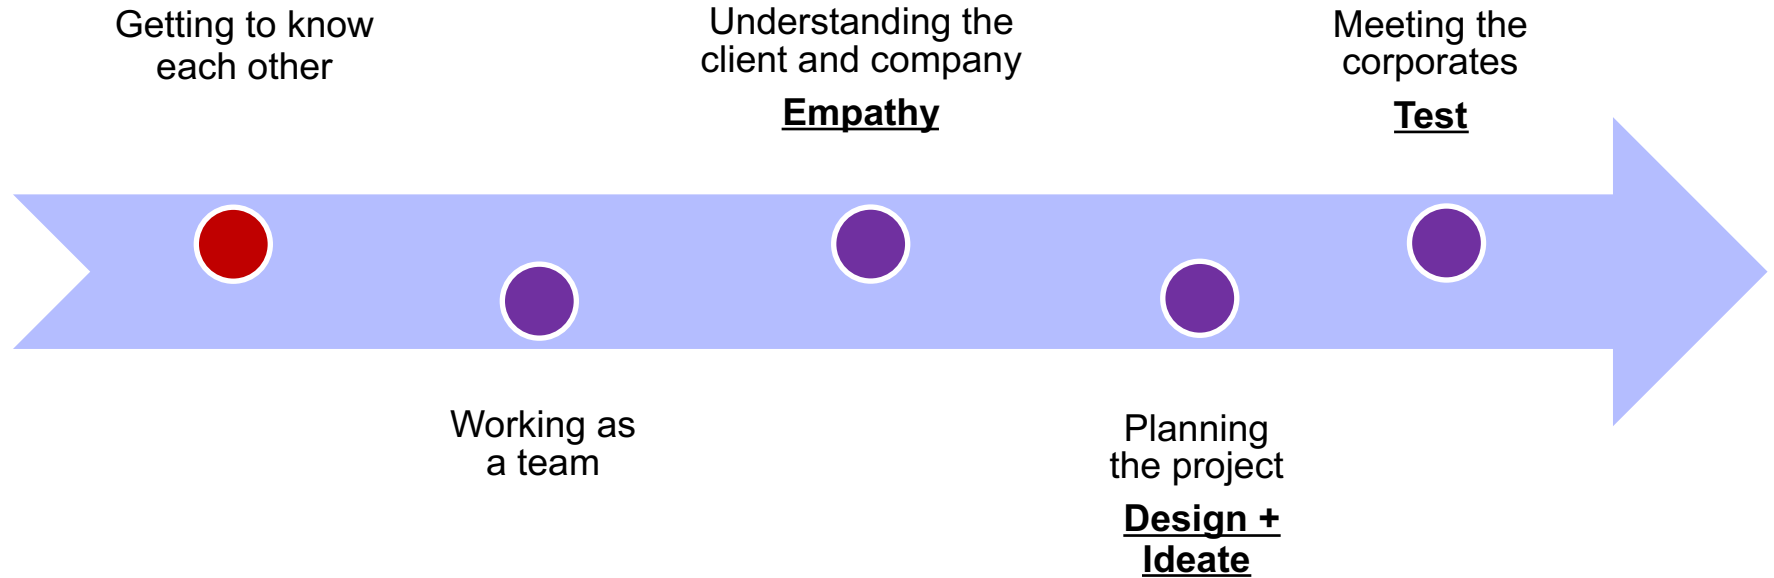 Getting to know
each other
Working as
a team
Understanding the
client and company
Empathy
Planning
the project
Design +
Ideate
Meeting the
corporates
Test